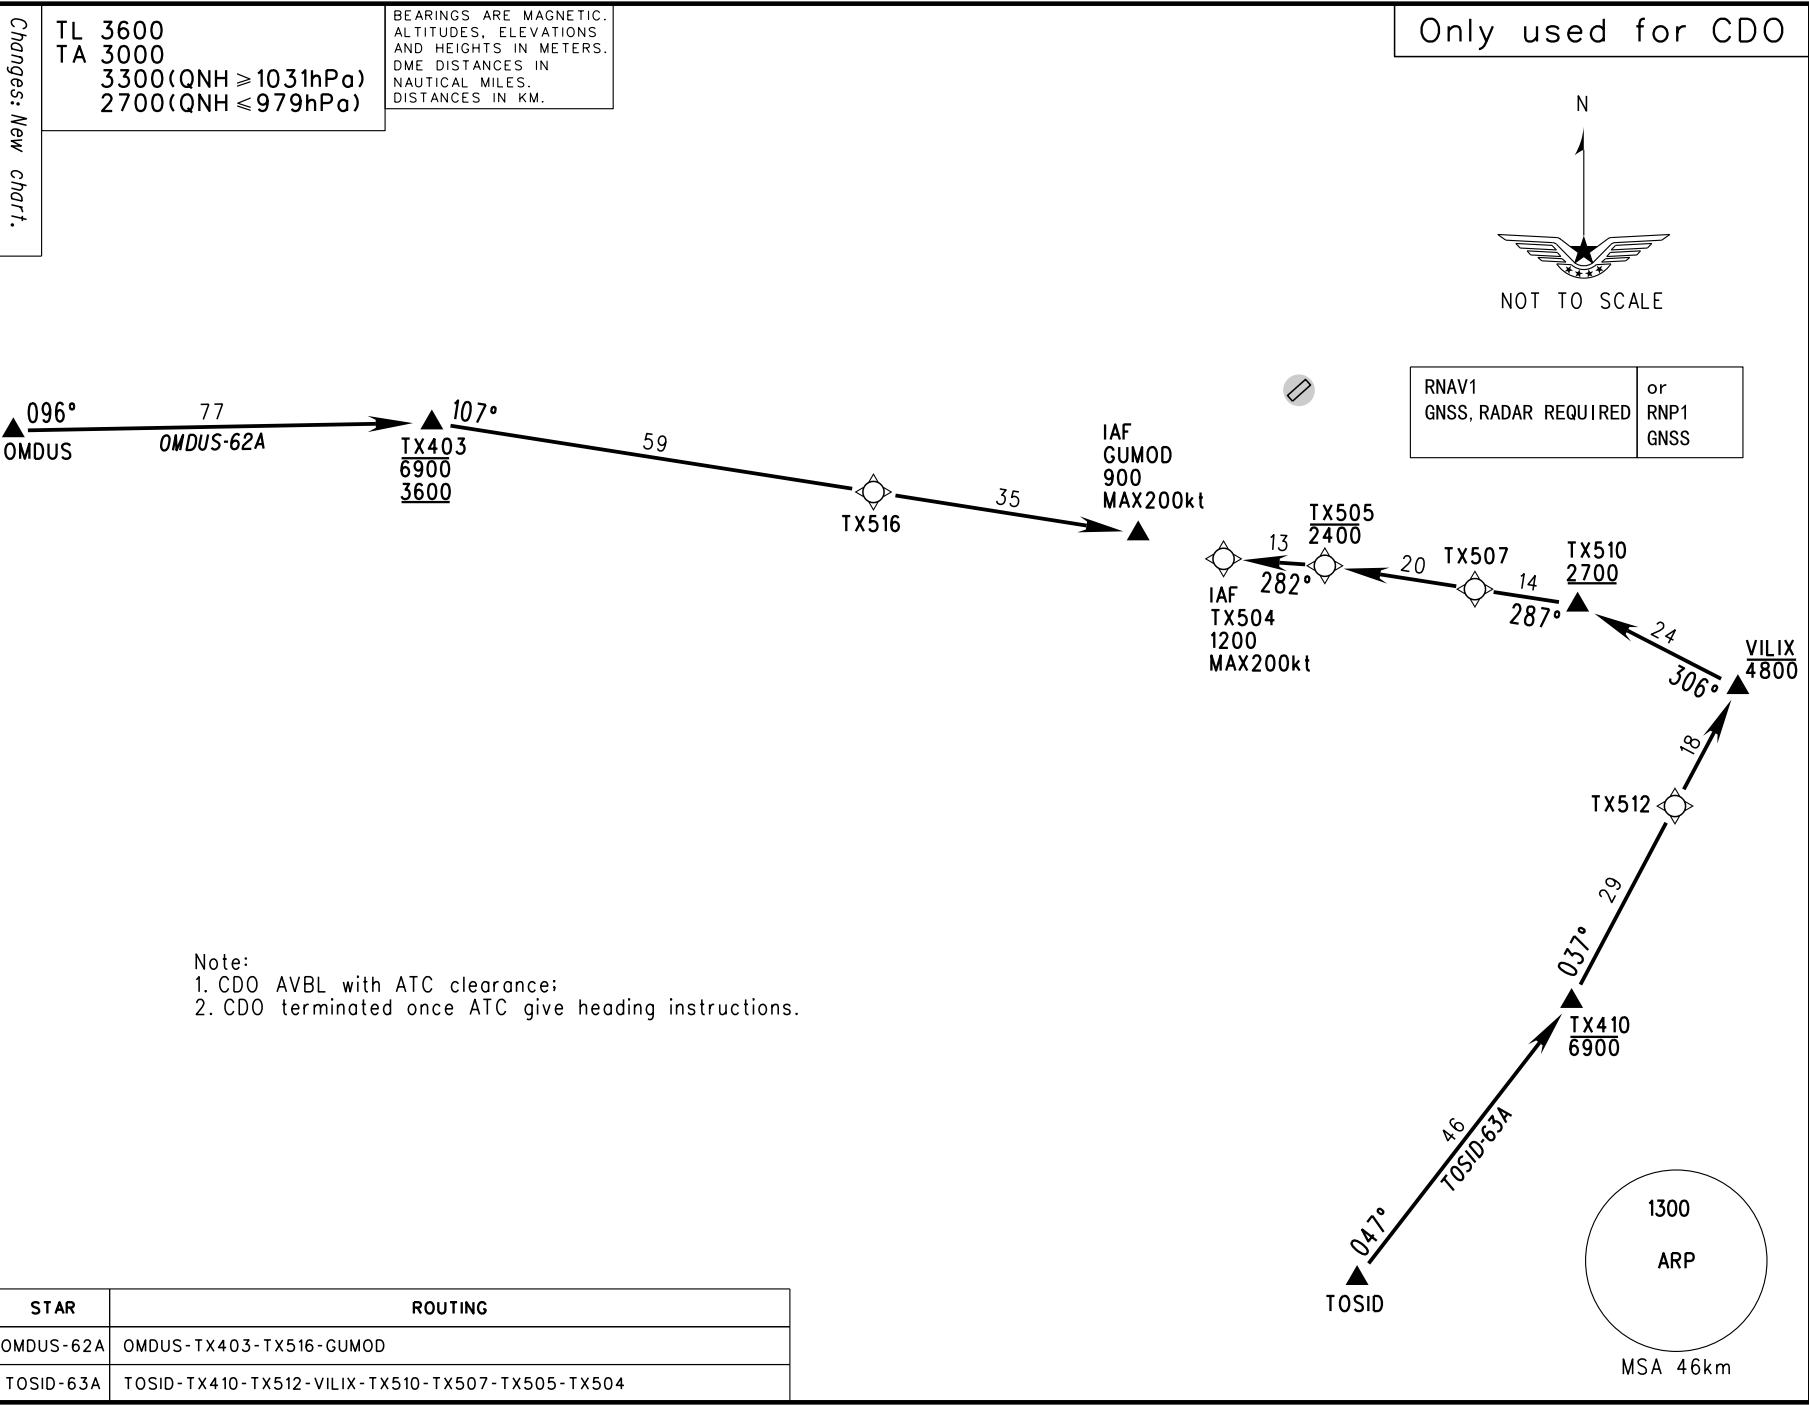 Changes: New chart.
TL 3600
TA 3000
3300(QNH ≥ 1031hPa)
2700(QNH ≤ 979hPa)
BEARINGS ARE MAGNETIC.
ALTITUDES, ELEVATIONS
AND HEIGHTS IN METERS.
DME DISTANCES IN
NAUTICAL MILES.
DISTANCES IN KM.
Only used for CDO
N
NOT TO SCALE
RNAV1
GNSS, RADAR REQUIRED
or
RNP1
GNSS
096°
77
OMDUS
OMDUS-62A
107°
TX403
6900
3600
59
TX516
35
IAF
GUMOD
900
MAX200kt
TX505
2400
13
282°
IAF
TX504
1200
MAX200kt
20
TX507
14
287°
TX510
2700
24
306°
VILIX
4800
18
TX512
29
037°
TX410
6900
46
TOSID-63A
047°
TOSID
Note:
1. CDO AVBL with ATC clearance;
2. CDO terminated once ATC give heading instructions.
1300
ARP
MSA 46km
STAR ROUTING
OMDUS-62A OMDUS-TX403-TX516-GUMOD
TOSID-63A TOSID-TX410-TX512-VILIX-TX510-TX507-TX505-TX504